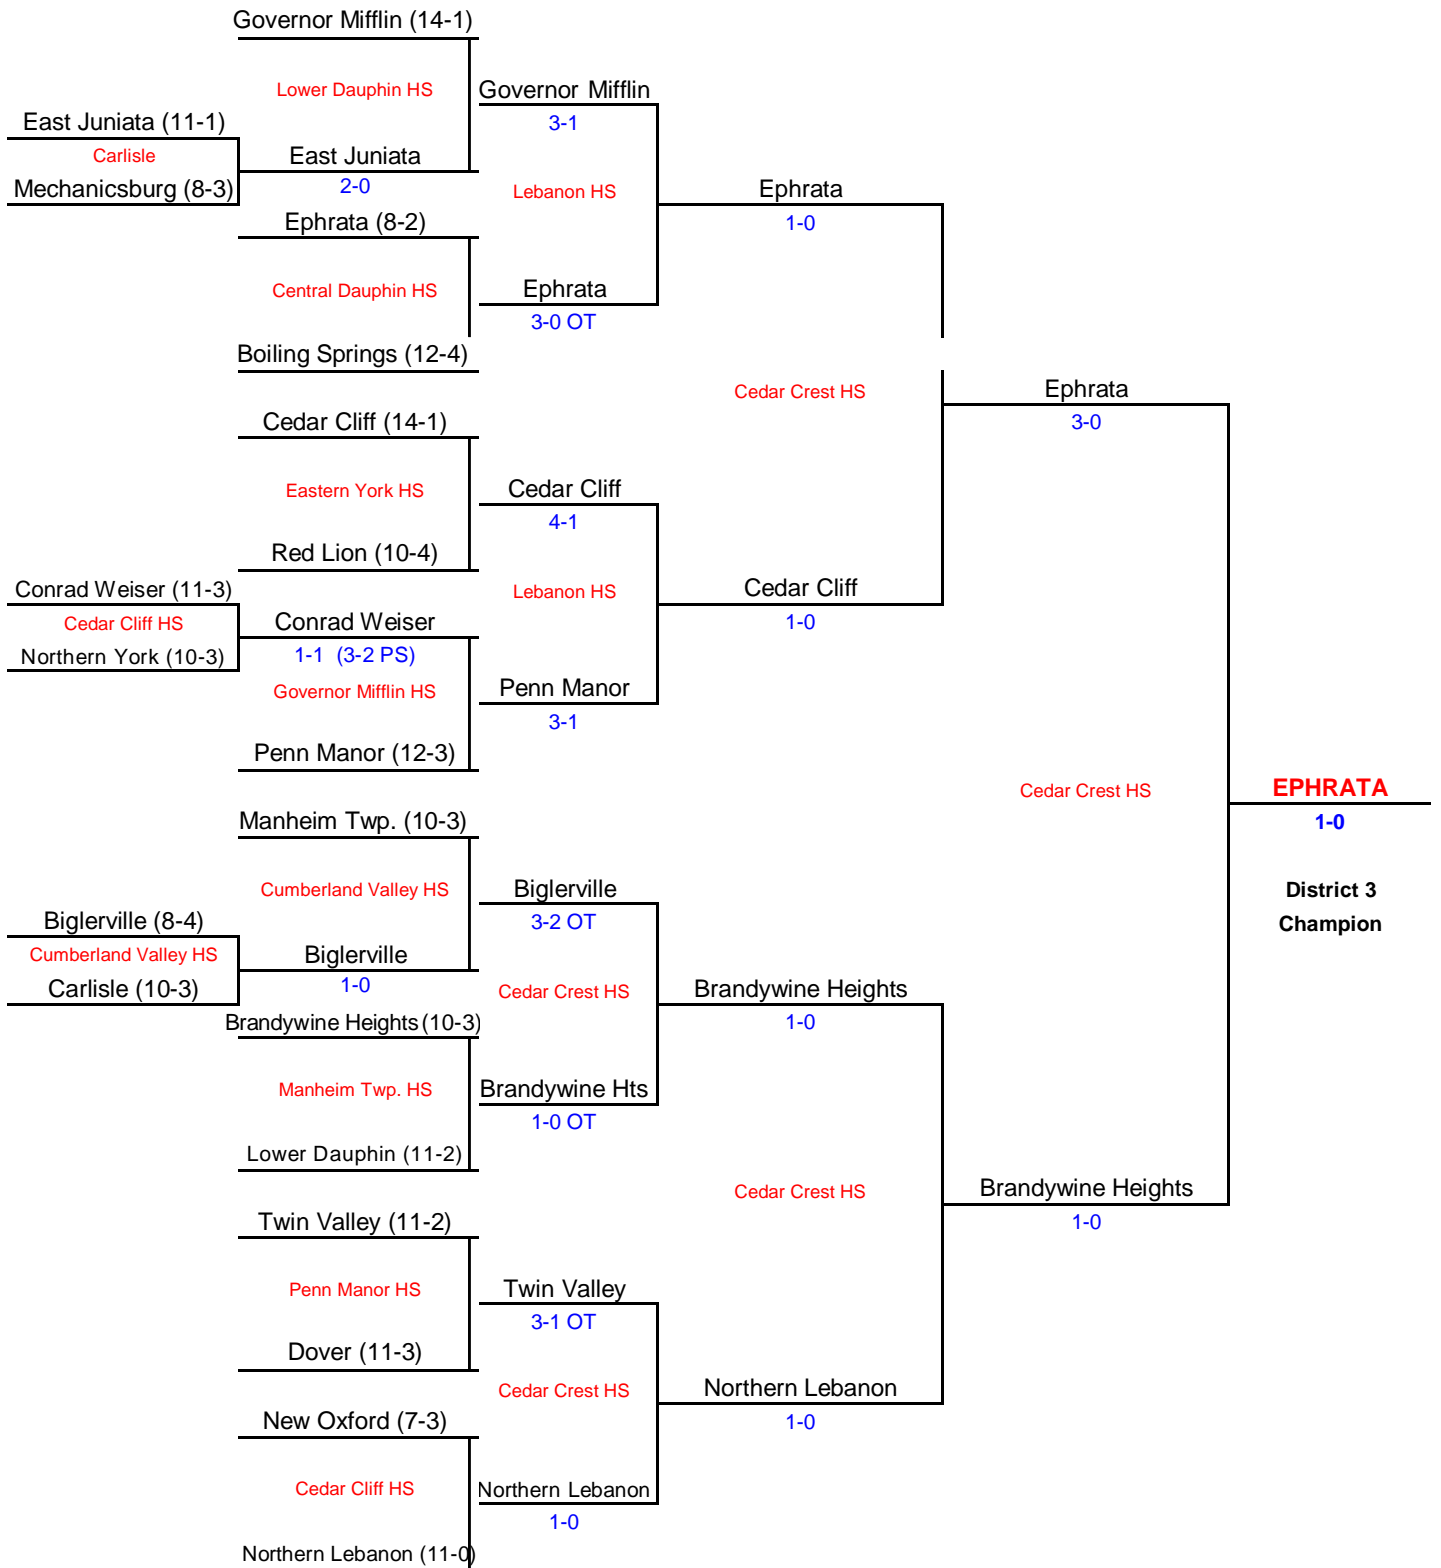 Governor Mifflin (14-1)
Lower Dauphin HS
Governor Mifflin
3-1
East Juniata (11-1)
Carlisle
East Juniata
Mechanicsburg (8-3)
2-0
Lebanon HS
Ephrata
1-0
Ephrata (8-2)
Central Dauphin HS
Ephrata
3-0 OT
Boiling Springs (12-4)
Cedar Crest HS
Ephrata
3-0
Cedar Cliff (14-1)
Eastern York HS
Cedar Cliff
4-1
Red Lion (10-4)
Conrad Weiser (11-3)
Lebanon HS
Cedar Cliff
1-0
Cedar Cliff HS
Conrad Weiser
Northern York (10-3)
1-1 (3-2 PS)
Governor Mifflin HS
Penn Manor
3-1
Penn Manor (12-3)
Cedar Crest HS
EPHRATA
1-0
Manheim Twp. (10-3)
Cumberland Valley HS
Biglerville
3-2 OT
District 3
Champion
Biglerville (8-4)
Cumberland Valley HS
Biglerville
Carlisle (10-3)
1-0
Cedar Crest HS
Brandywine Heights
1-0
Brandywine Heights (10-3)
Manheim Twp. HS
Brandywine Hts
1-0 OT
Lower Dauphin (11-2)
Cedar Crest HS
Brandywine Heights
1-0
Twin Valley (11-2)
Penn Manor HS
Twin Valley
3-1 OT
Dover (11-3)
Cedar Crest HS
Northern Lebanon
1-0
New Oxford (7-3)
Cedar Cliff HS
Northern Lebanon
1-0
Northern Lebanon (11-0)